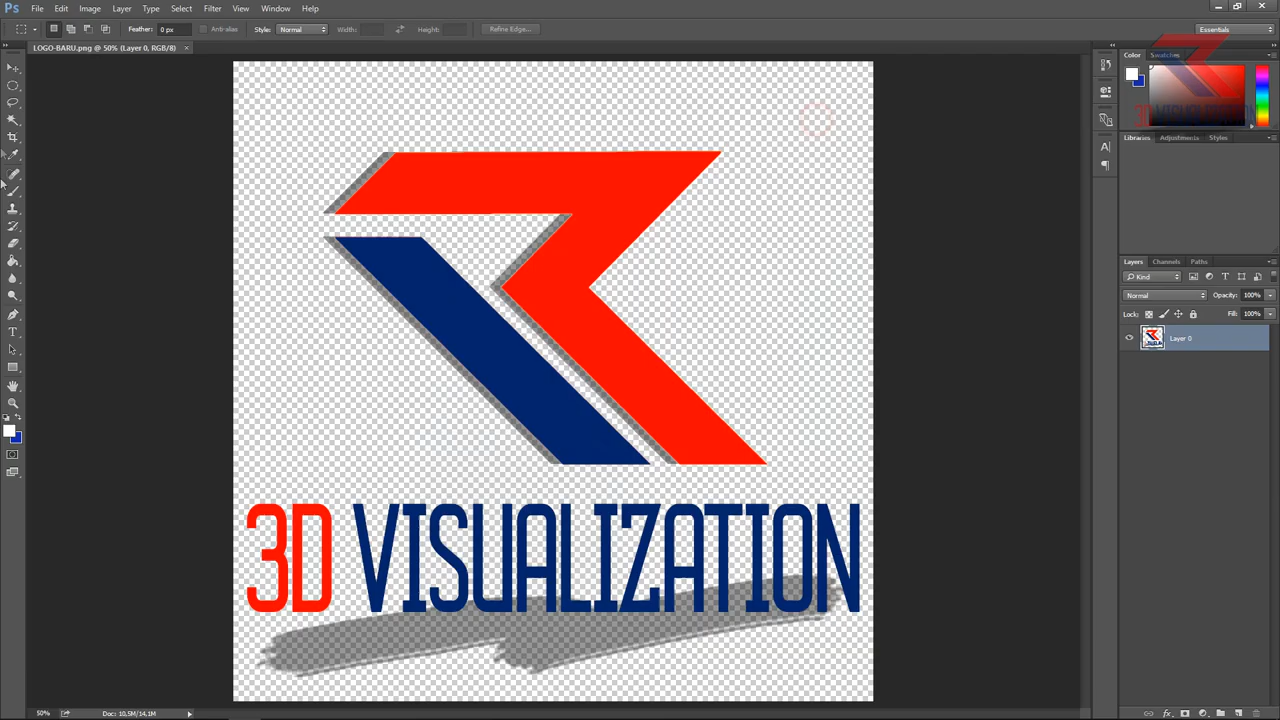 Ps File Edit Image Layer Type Select Filter View Window Help
Feather: 0 px Anti-alias Style: Normal Width: Height: Refine Edge... Essentials
LOGO-BARU.png @ 50% (Layer 0, RGB/8) ×
Color Swatches
3D VISUALIZATION
Libraries Adjustments Styles
Layers Channels Paths
Kind
Normal Opacity: 100%
Lock: Fill: 100%
Layer 0
3D VISUALIZATION
50% Doc: 10,5M/14,1M